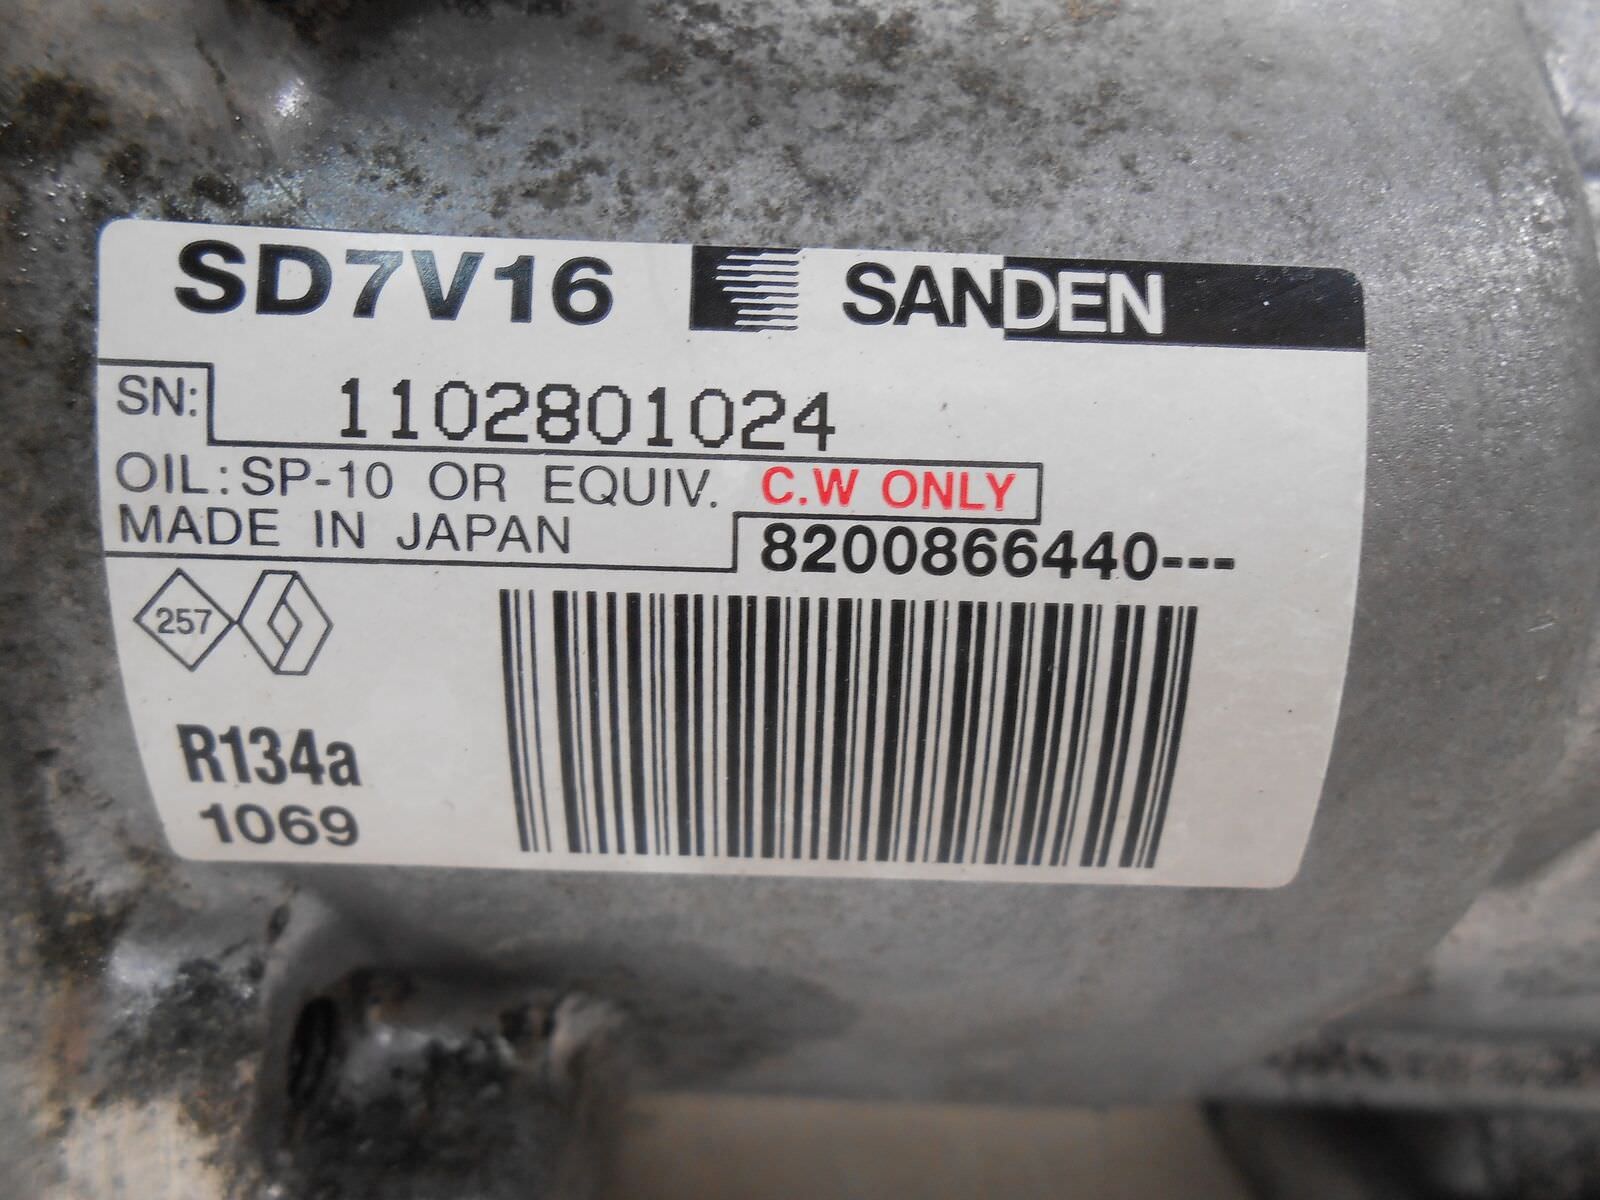 SD7V16 SANDEN
SN: 1102801024
OIL: SP-10 OR EQUIV. C.W ONLY
MADE IN JAPAN
8200866440---
257
R134a
1069